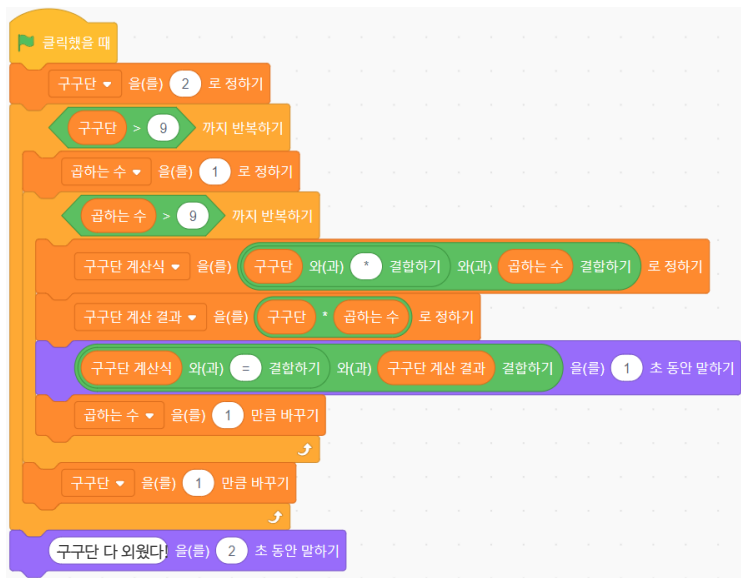 클릭했을 때
구구단 을(를) 2 로 정하기
구구단 > 9 까지 반복하기
곱하는 수 을(를) 1 로 정하기
곱하는 수 > 9 까지 반복하기
구구단 계산식 을(를) 구구단 와(과) * 결합하기 와(과) 곱하는 수 결합하기 로 정하기
구구단 계산 결과 을(를) 구구단 * 곱하는 수 로 정하기
구구단 계산식 와(과) = 결합하기 와(과) 구구단 계산 결과 결합하기 을(를) 1 초 동안 말하기
곱하는 수 을(를) 1 만큼 바꾸기
구구단 을(를) 1 만큼 바꾸기
구구단 다 외웠다! 을(를) 2 초 동안 말하기